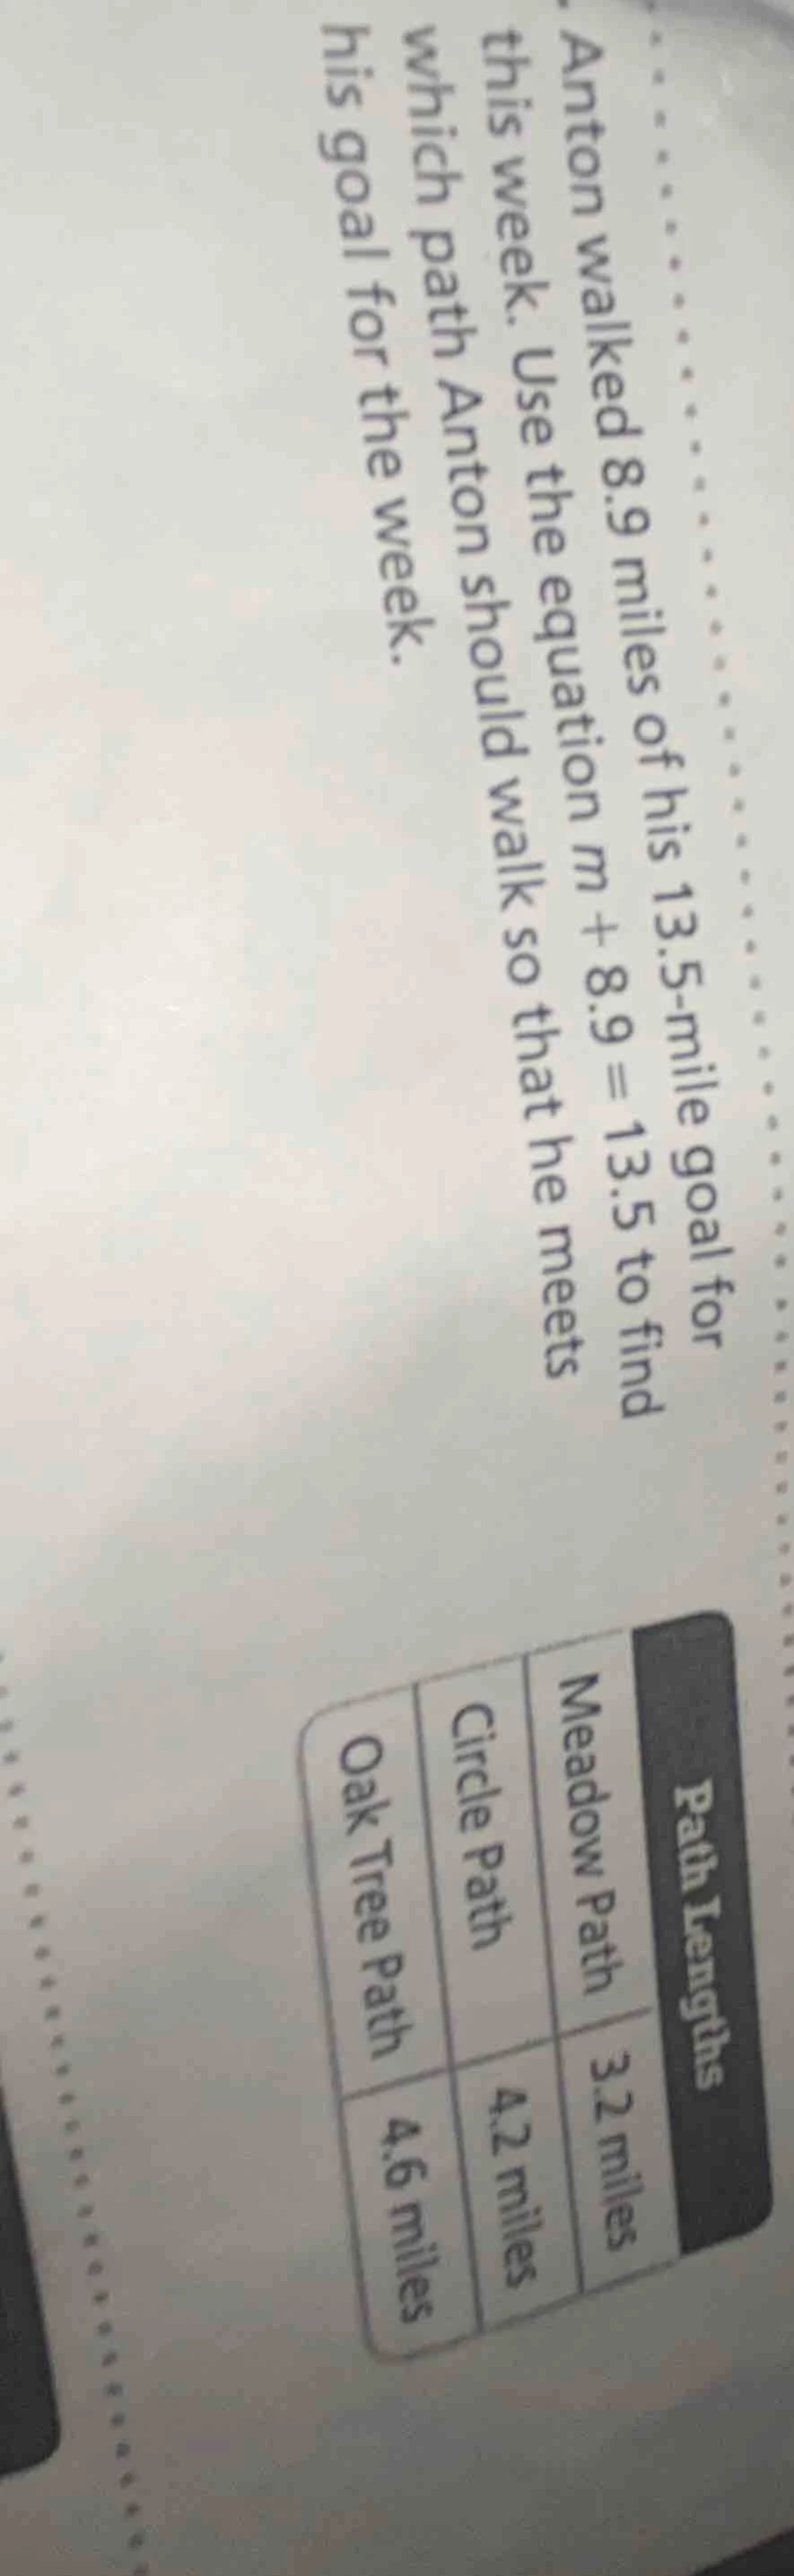 Anton walked 8.9 miles of his 13.5-mile goal for
this week. Use the equation m + 8.9 = 13.5 to find
which path Anton should walk so that he meets
his goal for the week.
Path Lengths
Meadow Path 3.2 miles
Circle Path 4.2 miles
Oak Tree Path 4.6 miles